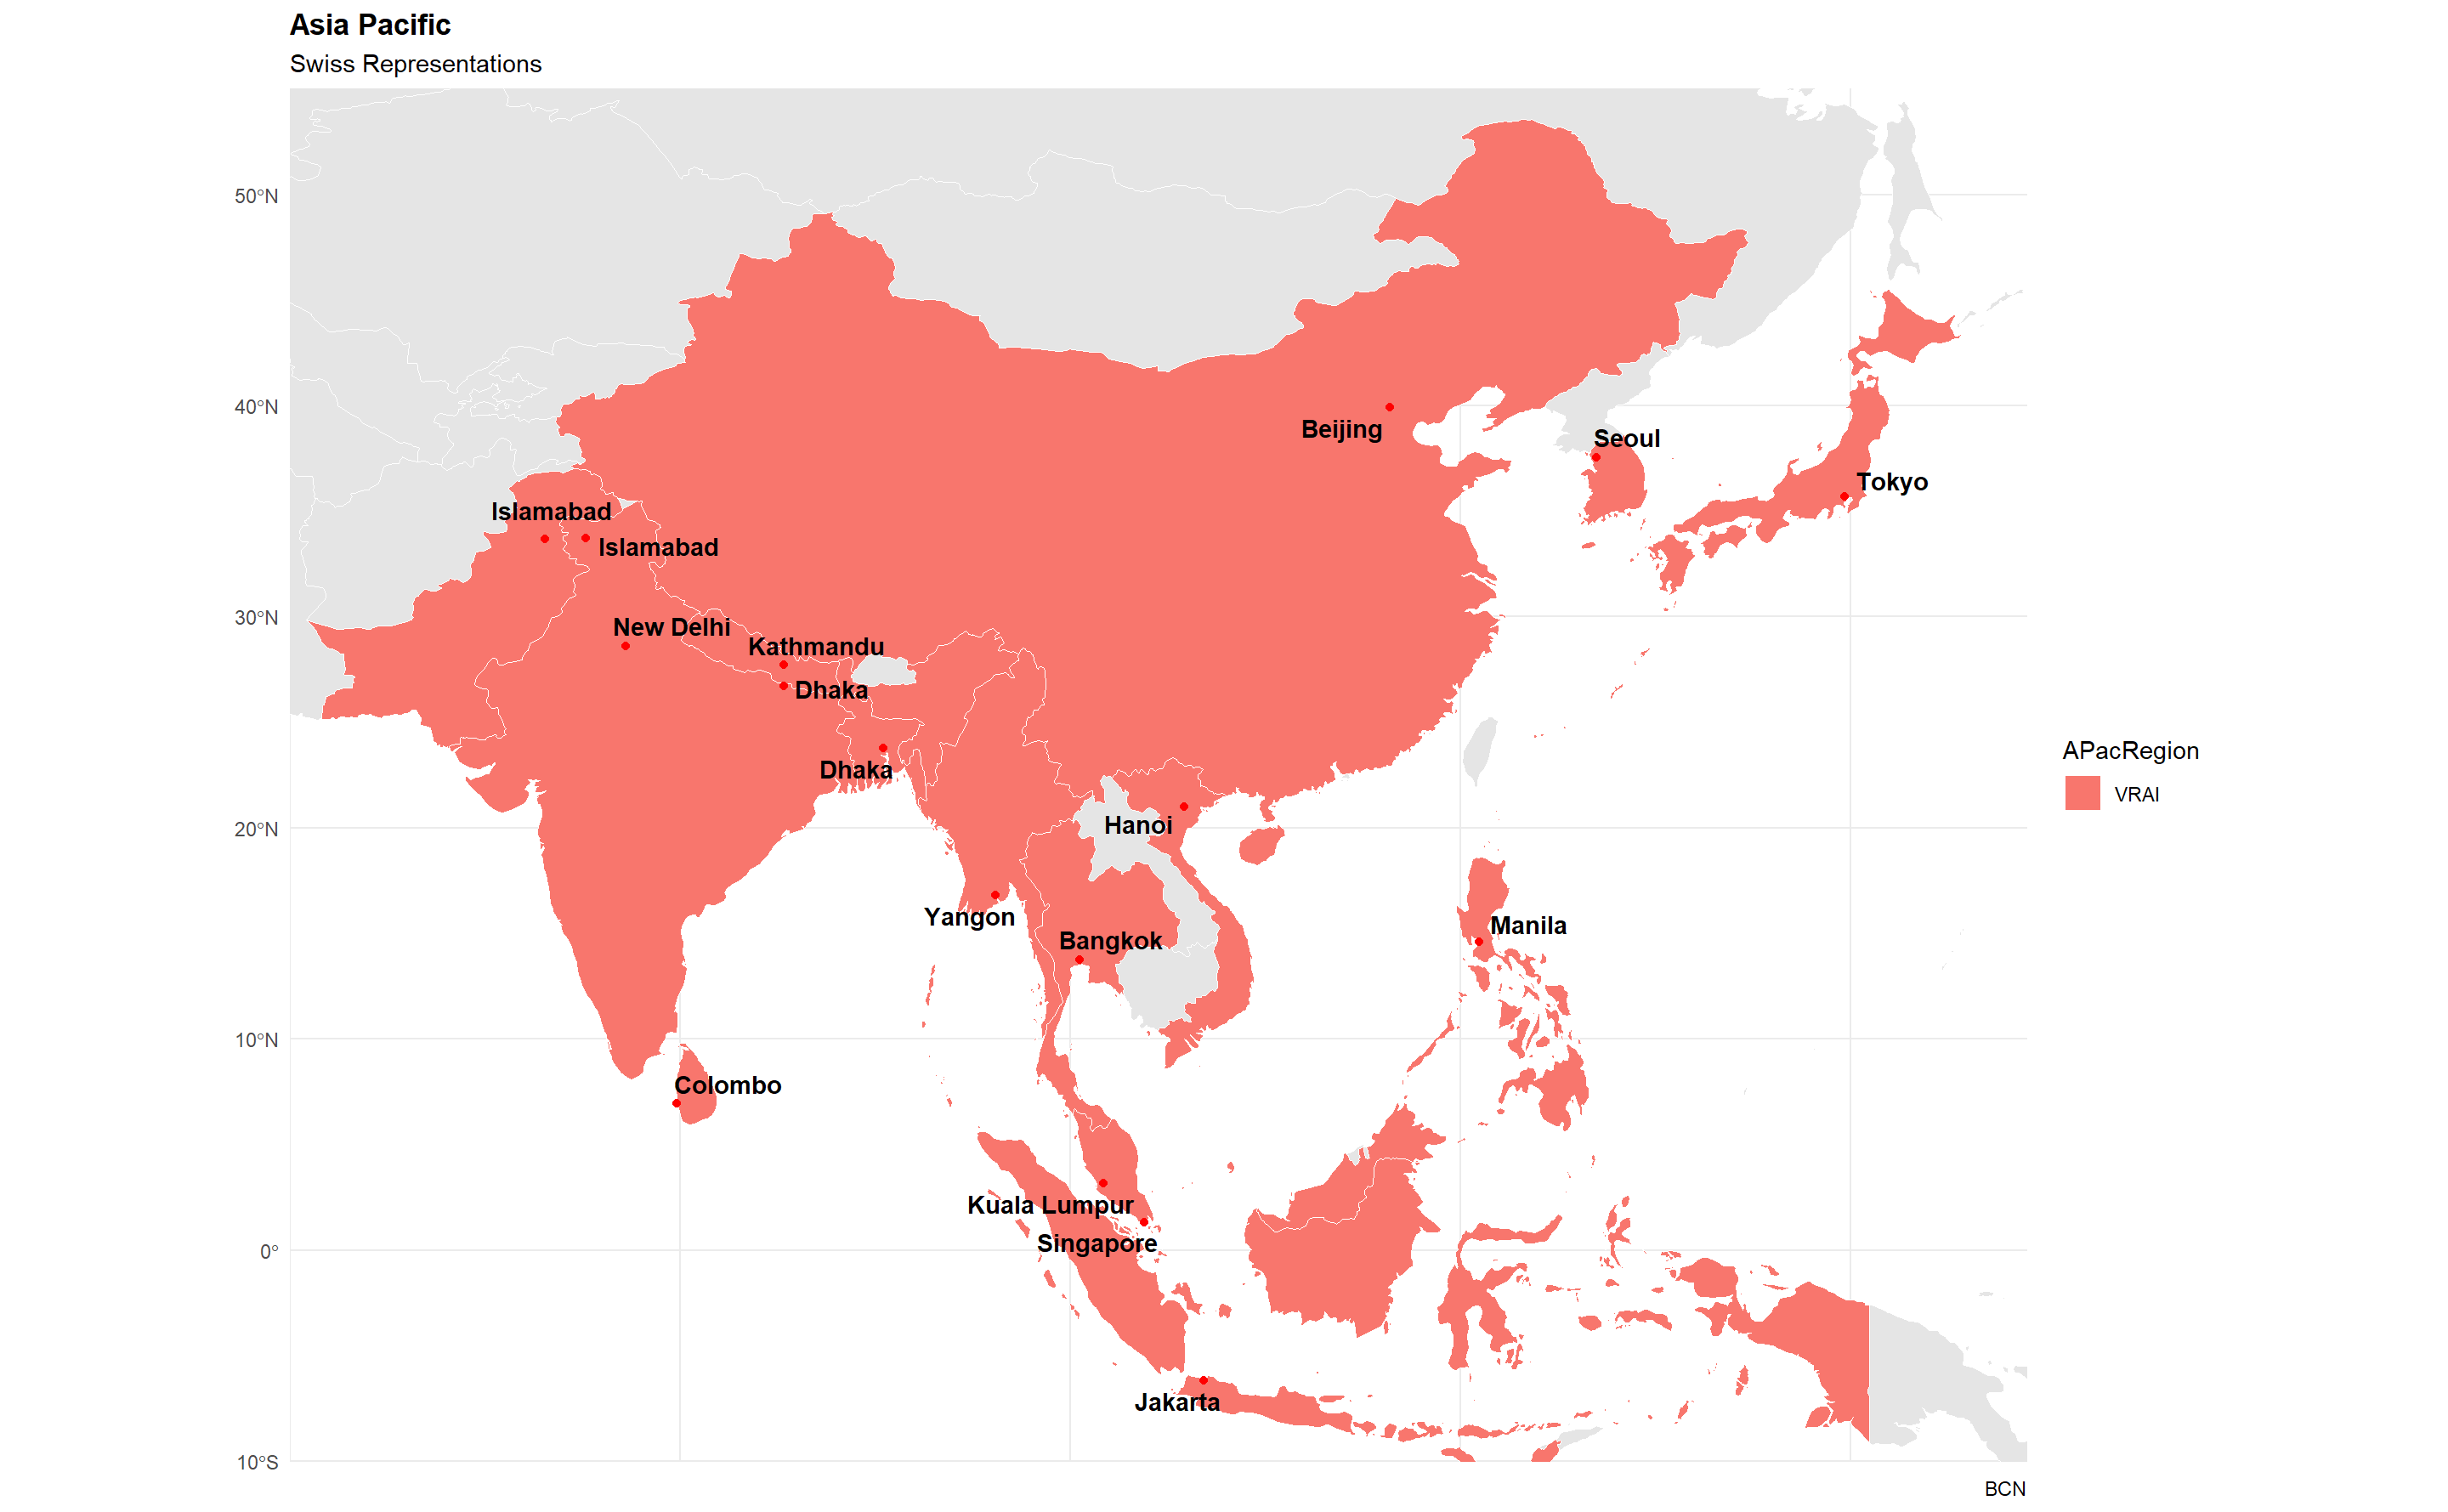 Asia Pacific
Swiss Representations
50°N
40°N
Beijing
Seoul
Tokyo
Islamabad
Islamabad
30°N
New Delhi
Kathmandu
Dhaka
APacRegion
Dhaka
VRAI
20°N
Hanoi
Yangon
Manila
Bangkok
10°N
Colombo
Kuala Lumpur
Singapore
0°
Jakarta
10°S
BCN